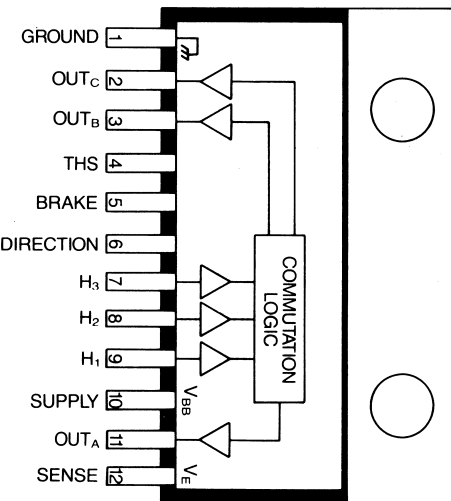 GROUND 1
OUTC 2
OUTB 3
THS 4
BRAKE 5
DIRECTION 6
H3 7
H2 8
H1 9
SUPPLY 10 VBB
OUTA 11
SENSE 12 VE
COMMUTATION
LOGIC